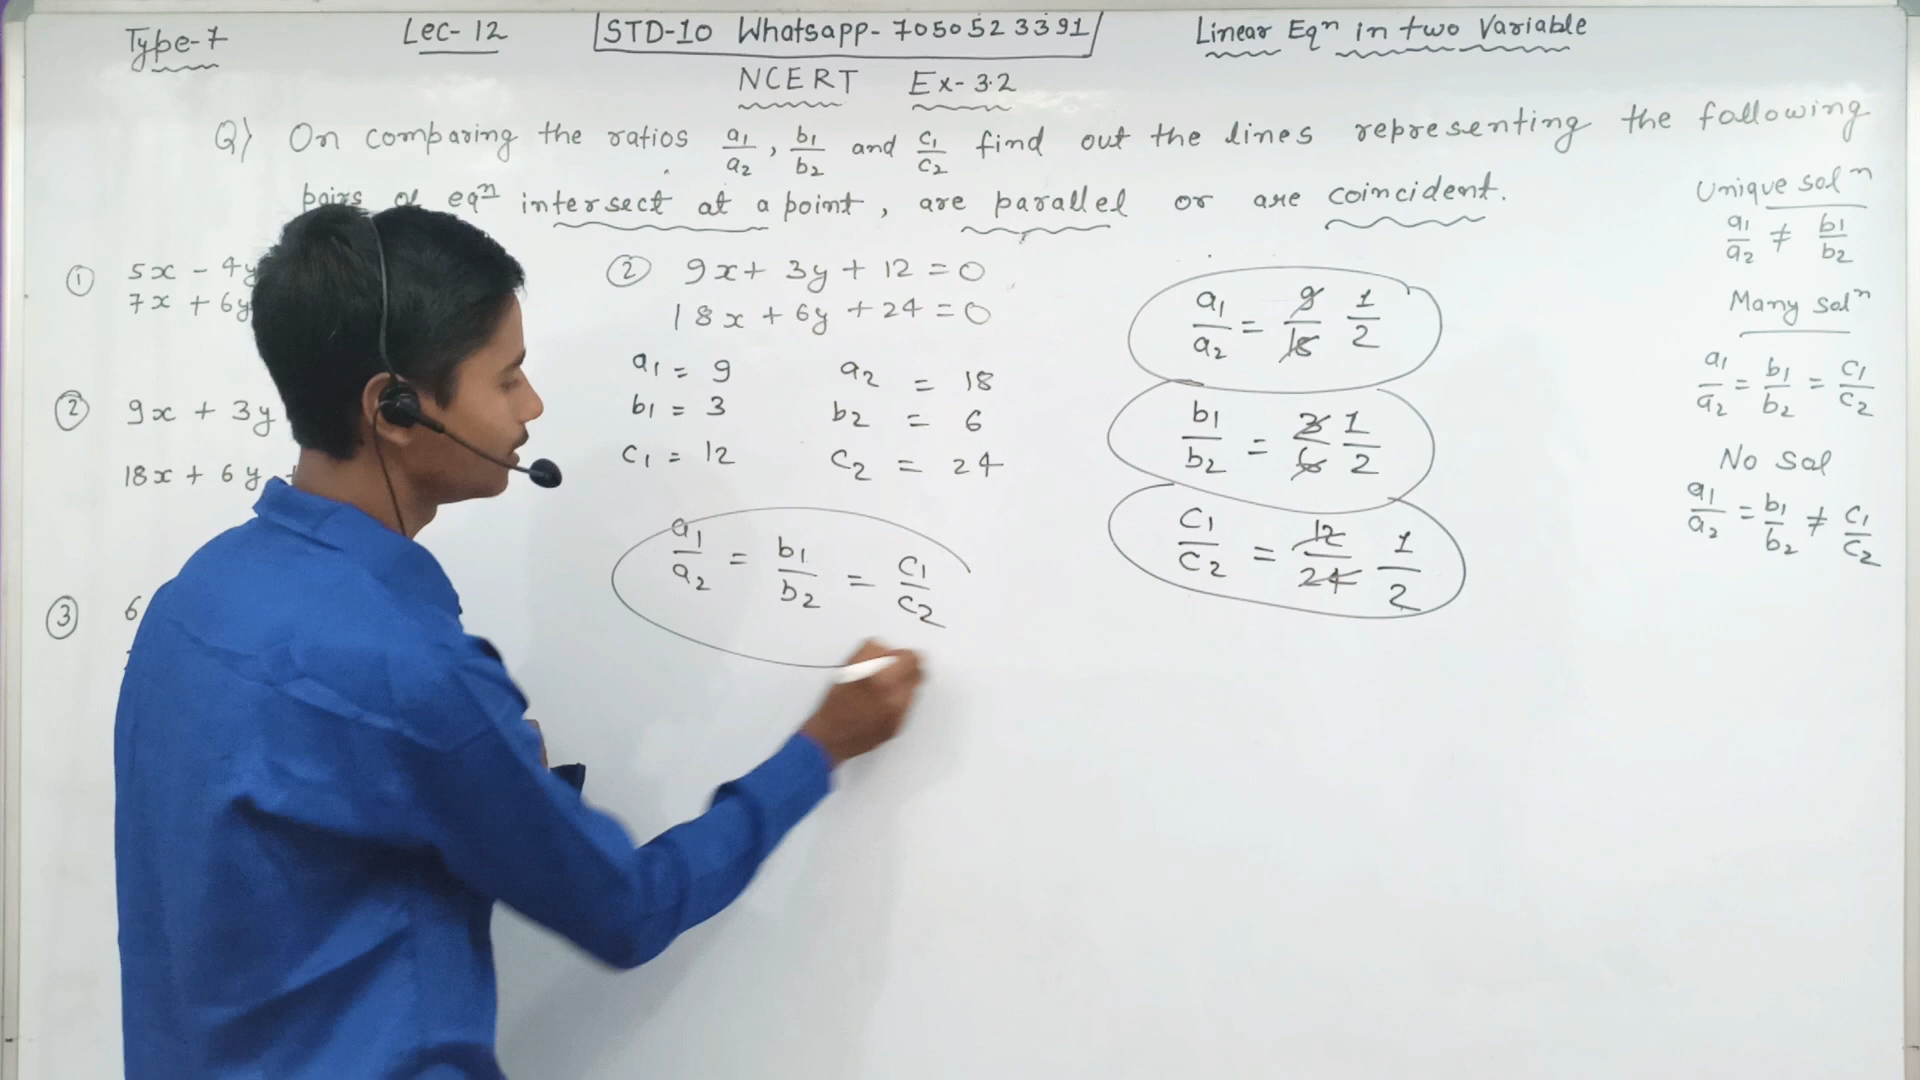 Type-7 Lec-12 STD-10 Whatsapp-7050523391 Linear Eqn in two Variable
NCERT Ex-3.2
Q) On comparing the ratios a1/a2, b1/b2 and c1/c2 find out the lines representing the following
pairs of eqn intersect at a point, are parallel or are coincident.
① 5x - 4y
7x + 6y
② 9x + 3y
18x + 6y +
③ 6
② 9x + 3y + 12 = 0
18x + 6y + 24 = 0
a1 = 9 a2 = 18
b1 = 3 b2 = 6
c1 = 12 c2 = 24
a1/a2 = b1/b2 = c1/c2
a1/a2 = 9/18 1/2
b1/b2 = 3/6 1/2
c1/c2 = 12/24 1/2
Unique soln
a1/a2 ≠ b1/b2
Many soln
a1/a2 = b1/b2 = c1/c2
No sol
a1/a2 = b1/b2 ≠ c1/c2